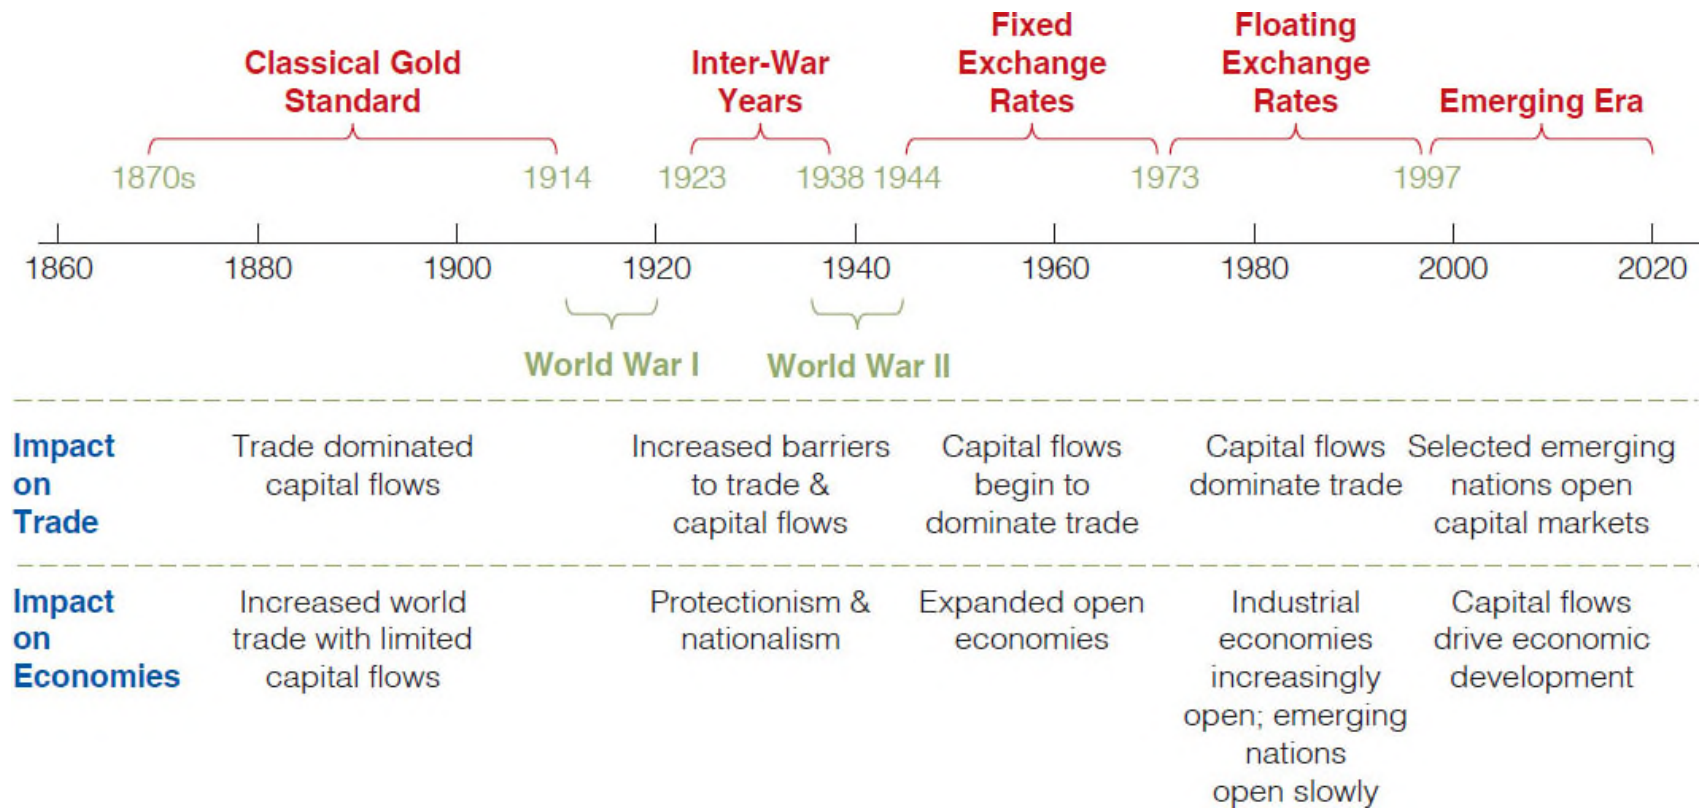 Classical Gold
Standard
Inter-War
Years
Fixed
Exchange
Rates
Floating
Exchange
Rates
Emerging Era
1870s 1914 1923 1938 1944 1973 1997
1860 1880 1900 1920 1940 1960 1980 2000 2020
World War I World War II
Impact
on
Trade
Trade dominated
capital flows
Increased barriers
to trade &
capital flows
Capital flows
begin to
dominate trade
Capital flows
dominate trade
Selected emerging
nations open
capital markets
Impact
on
Economies
Increased world
trade with limited
capital flows
Protectionism &
nationalism
Expanded open
economies
Industrial
economies
increasingly
open; emerging
nations
open slowly
Capital flows
drive economic
development